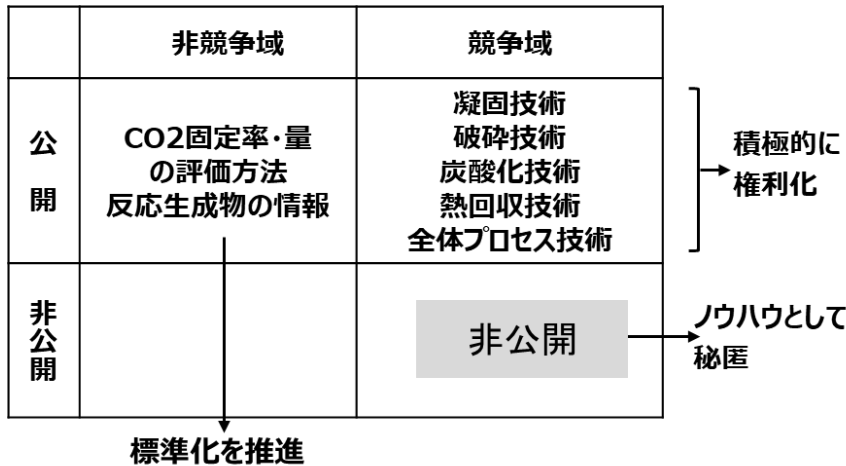 非競争域
競争域
公
開
CO2固定率・量
の評価方法
反応生成物の情報
凝固技術
破砕技術
炭酸化技術
熱回収技術
全体プロセス技術
積極的に
権利化
非
公
開
非公開
ノウハウとして
秘匿
標準化を推進